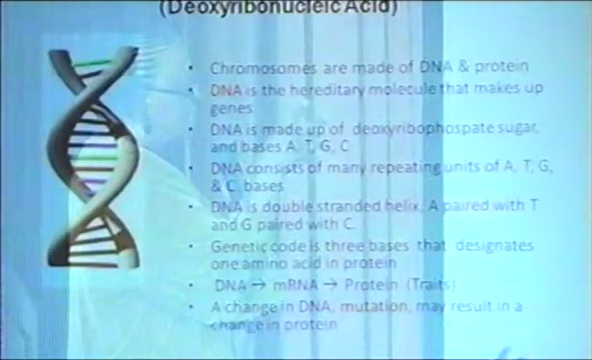 (Deoxyribonucleic Acid)
• Chromosomes are made of DNA & protein
• DNA is the hereditary molecule that makes up
genes
• DNA is made up of deoxyribophospate sugar,
and bases A, T, G, C
• DNA consists of many repeating units of A, T, G,
& C bases
• DNA is double stranded helix, A paired with T
and G paired with C.
• Genetic code is three bases that designates
one amino acid in protein
• DNA → mRNA → Protein (Traits)
• A change in DNA, mutation, may result in a
change in protein